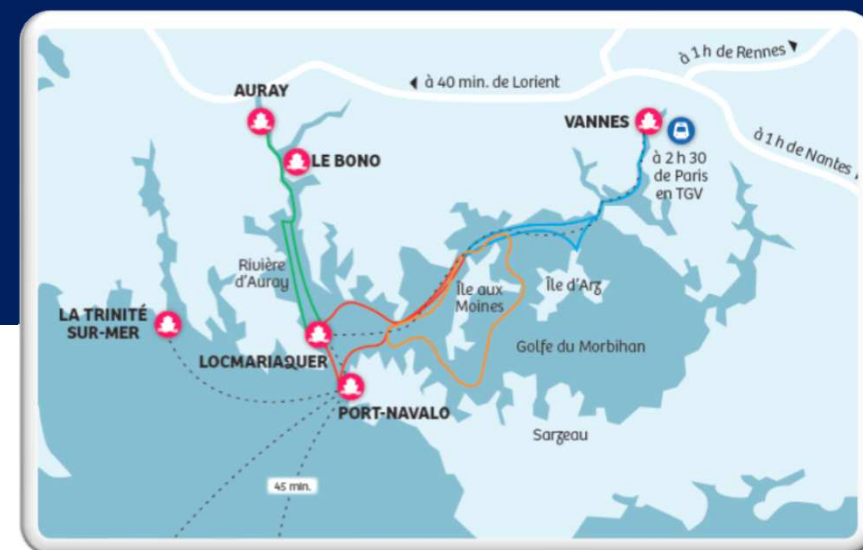 à 1 h de Rennes
à 40 min. de Lorient
AURAY
VANNES
à 1 h de Nantes
LE BONO
à 2 h 30
de Paris
en TGV
Rivière
d'Auray
Île aux
Moines
Île d'Arz
LA TRINITÉ
SUR-MER
LOCMARIAQUER
Golfe du Morbihan
PORT-NAVALO
Sarzeau
45 min.